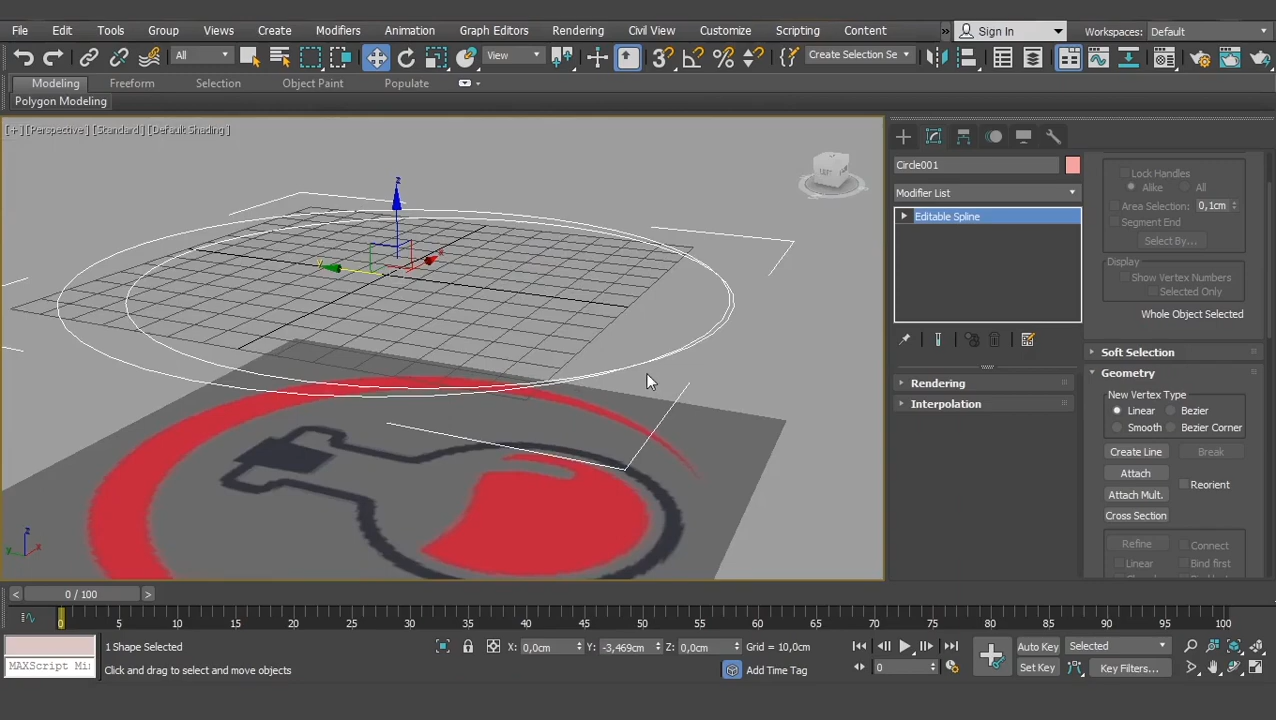 File Edit Tools Group Views Create Modifiers Animation Graph Editors Rendering Civil View Customize Scripting Content » Sign In Workspaces: Default
All View Create Selection Se
Modeling Freeform Selection Object Paint Populate
Polygon Modeling
[+] [Perspective] [Standard] [Default Shading]
Circle001
Modifier List
Editable Spline
Rendering
Interpolation
Lock Handles
Alike All
Area Selection: 0,1cm
Segment End
Select By...
Display
Show Vertex Numbers
Selected Only
Whole Object Selected
Soft Selection
Geometry
New Vertex Type
Linear Bezier
Smooth Bezier Corner
Create Line Break
Attach
Reorient
Attach Mult.
Cross Section
Refine Connect
Linear Bind first
z
y
x
z
y x
< 0 / 100 >
0 5 10 15 20 25 30 35 40 45 50 55 60 65 70 75 80 85 90 95 100
1 Shape Selected X: 0,0cm Y: -3,469cm Z: 0,0cm Grid = 10,0cm Auto Key Selected
MAXScript Mi Click and drag to select and move objects Add Time Tag 0 Set Key Key Filters...